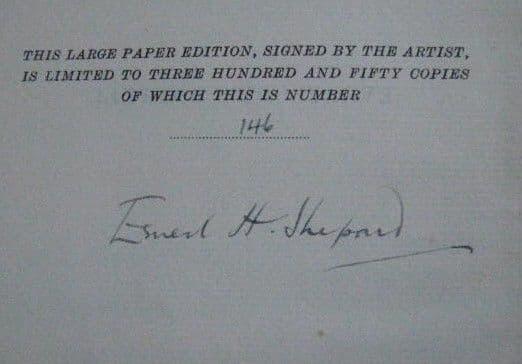 THIS LARGE PAPER EDITION, SIGNED BY THE ARTIST,
IS LIMITED TO THREE HUNDRED AND FIFTY COPIES
OF WHICH THIS IS NUMBER
146
Ernest H. Shepard